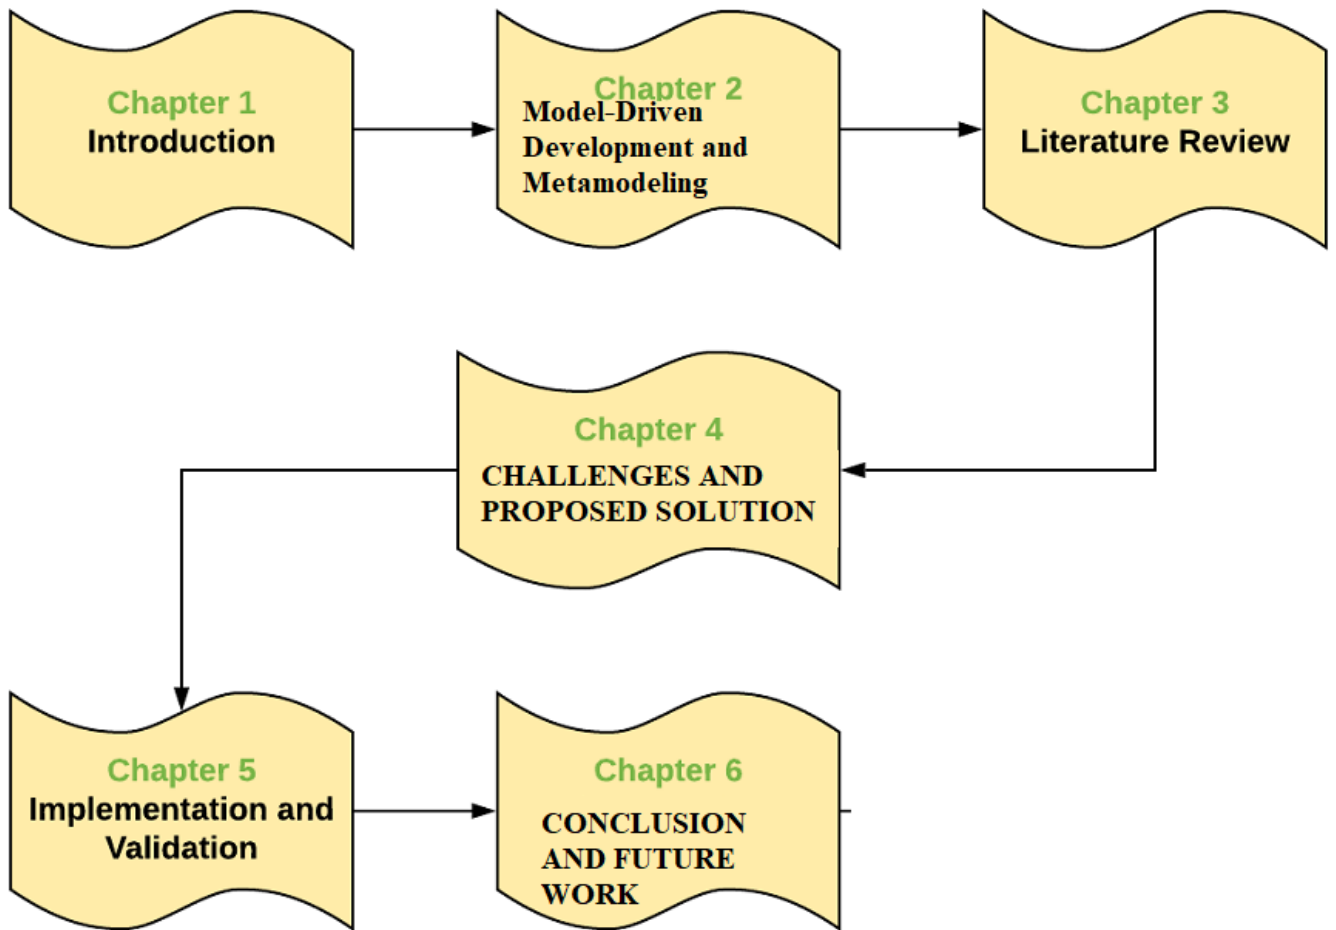 Chapter 1
Introduction
Chapter 2
Model-Driven
Development and
Metamodeling
Chapter 3
Literature Review
Chapter 4
CHALLENGES AND
PROPOSED SOLUTION
Chapter 5
Implementation and
Validation
Chapter 6
CONCLUSION
AND FUTURE
WORK